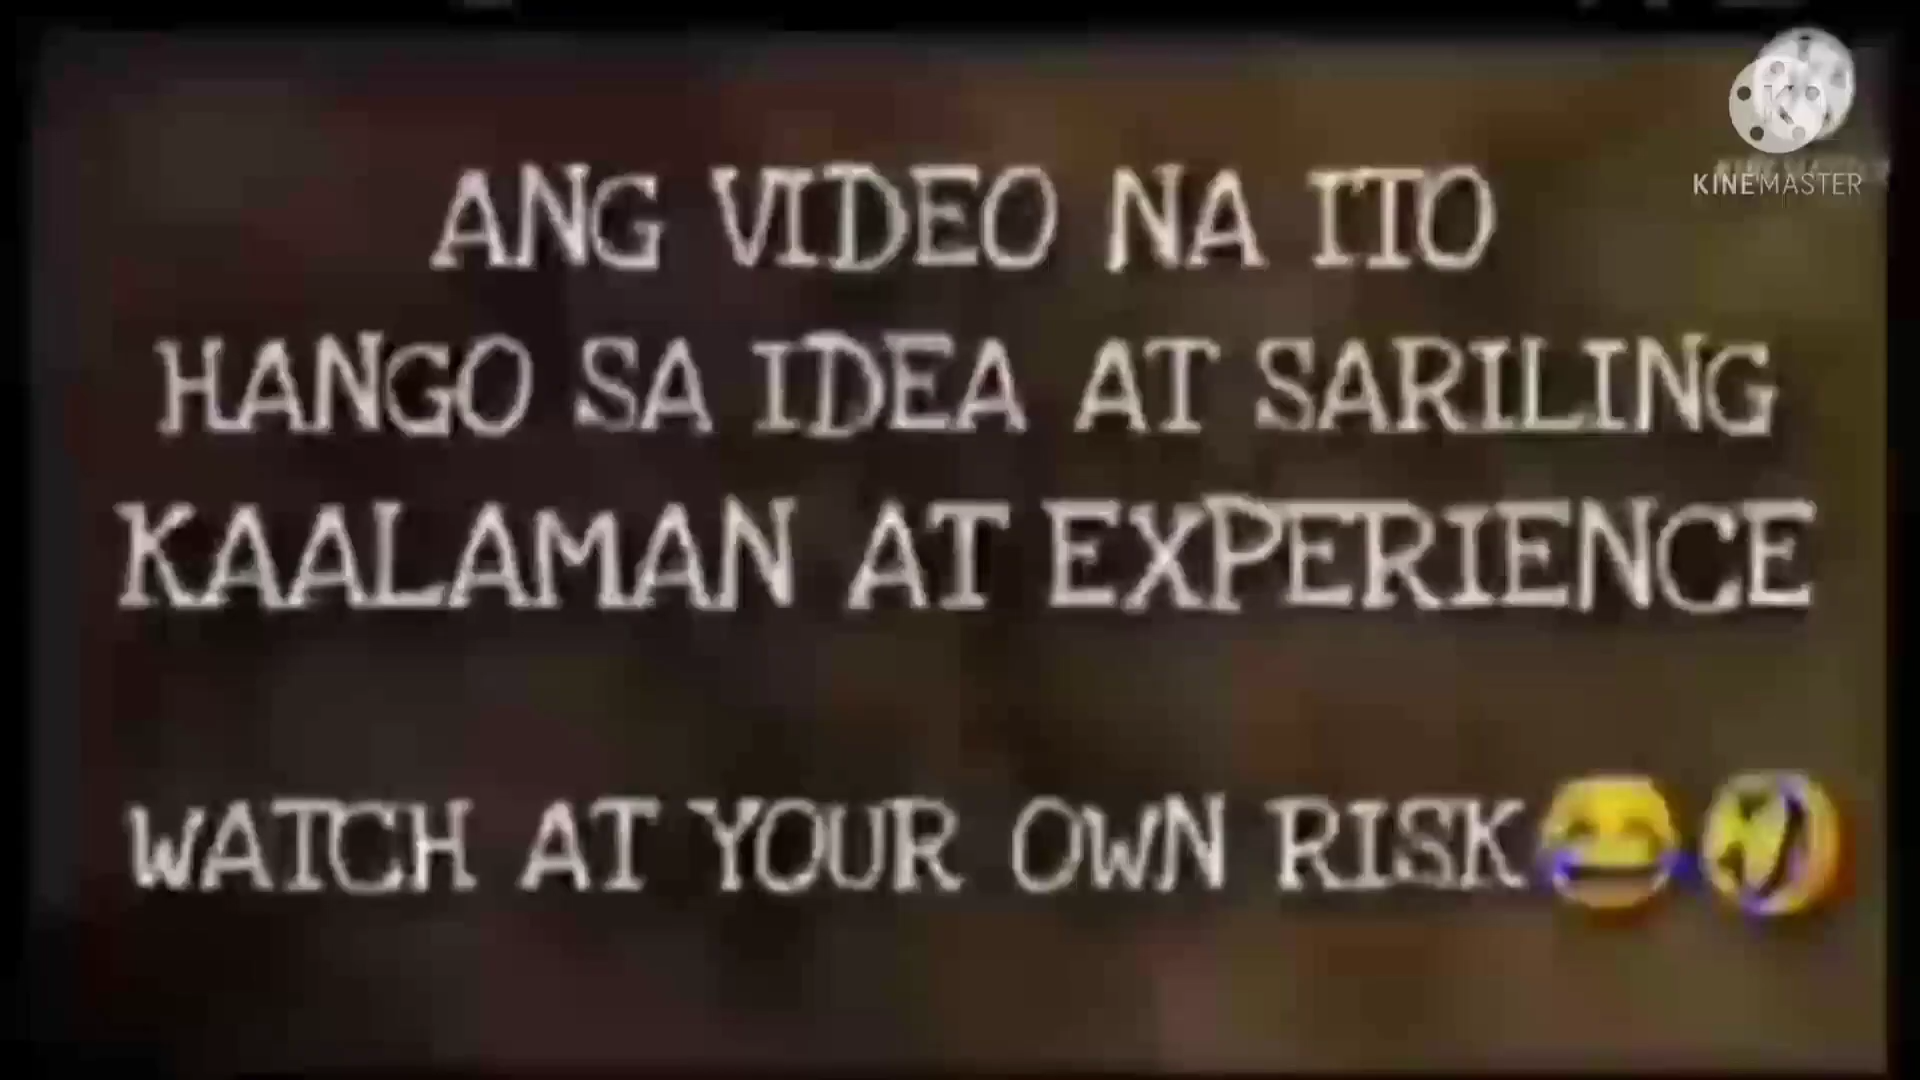 KINEMASTER
ANG VIDEO NA ITO
HANGO SA IDEA AT SARILING
KAALAMAN AT EXPERIENCE
WATCH AT YOUR OWN RISK😂🤣